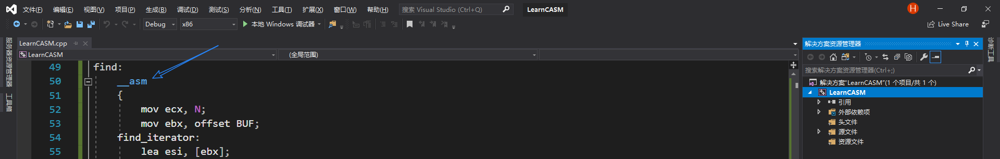 文件(F) 编辑(E) 视图(V) 项目(P) 生成(B) 调试(D) 测试(S) 分析(N) 工具(T) 扩展(X) 窗口(W) 帮助(H) 搜索 Visual Studio (Ctrl+Q) LearnCASM H
Debug x86 本地 Windows 调试器 Live Share
服务器资源管理器
工具箱
LearnCASM.cpp
LearnCASM (全局范围)
49 find:
50 __asm
51 {
52 mov ecx, N;
53 mov ebx, offset BUF;
54 find_iterator:
55 lea esi, [ebx];
解决方案资源管理器
搜索解决方案资源管理器(Ctrl+;)
解决方案"LearnCASM"(1 个项目/共 1 个)
LearnCASM
引用
外部依赖项
头文件
源文件
资源文件
诊断工具